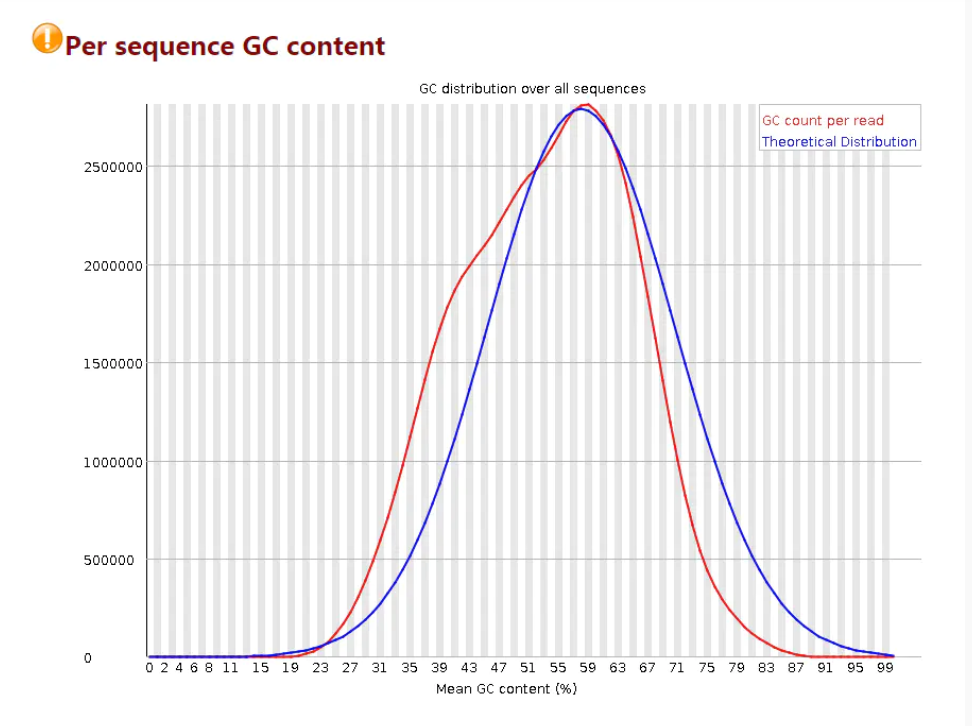 Per sequence GC content
GC distribution over all sequences
GC count per read
Theoretical Distribution
2500000
2000000
1500000
1000000
500000
0
0 2 4 6 8 11 15 19 23 27 31 35 39 43 47 51 55 59 63 67 71 75 79 83 87 91 95 99
Mean GC content (%)